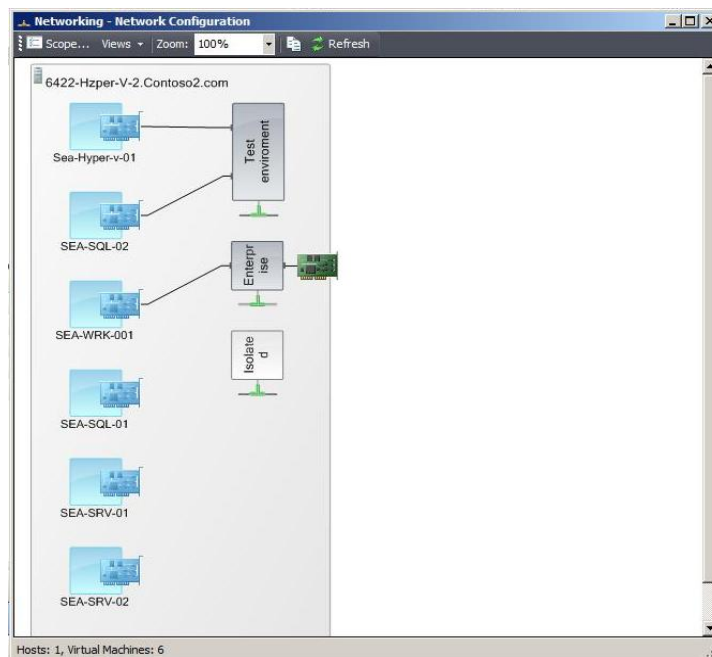 Networking - Network Configuration
Scope... Views Zoom: 100% Refresh
6422-Hzper-V-2.Contoso2.com
Sea-Hyper-v-01
Test
enviroment
SEA-SQL-02
Enterpr
ise
SEA-WRK-001
Isolate
d
SEA-SQL-01
SEA-SRV-01
SEA-SRV-02
Hosts: 1, Virtual Machines: 6